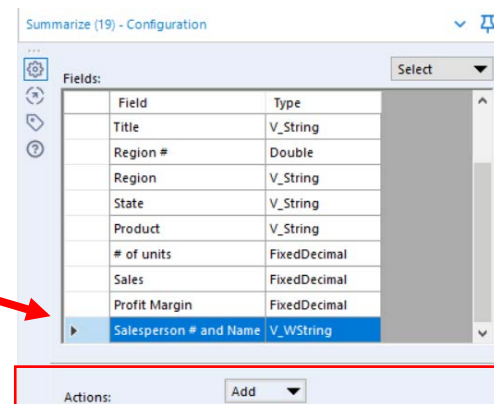 Summarize (19) - Configuration
Select
Fields:
Field Type
Title V_String
Region # Double
Region V_String
State V_String
Product V_String
# of units FixedDecimal
Sales FixedDecimal
Profit Margin FixedDecimal
Salesperson # and Name V_WString
Actions: Add